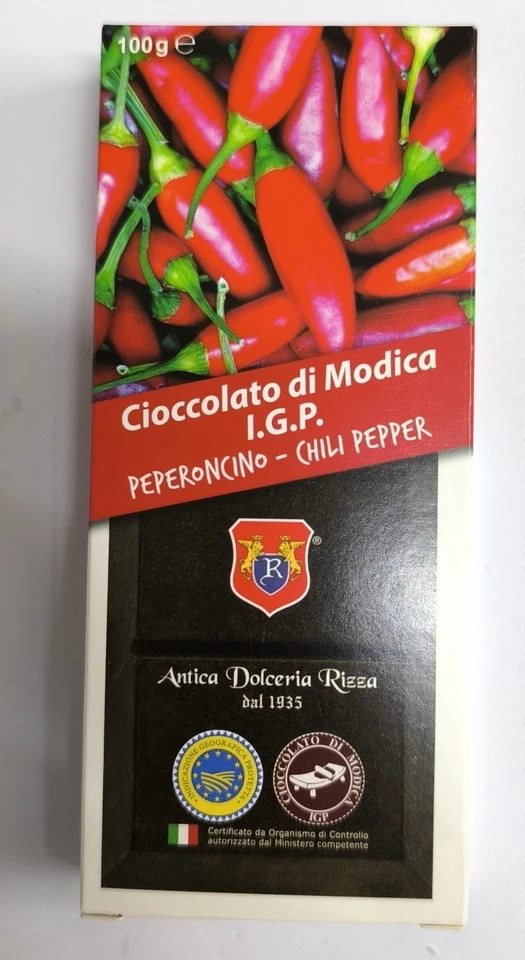 100g ℮
Cioccolato di Modica
I.G.P.
PEPERONCINO - CHILI PEPPER
R
®
Antica Dolceria Rizza
dal 1935
INDICAZIONE GEOGRAFICA PROTETTA
CIOCCOLATO DI MODICA
IGP
Certificato da Organismo di Controllo
autorizzato dal Ministero competente